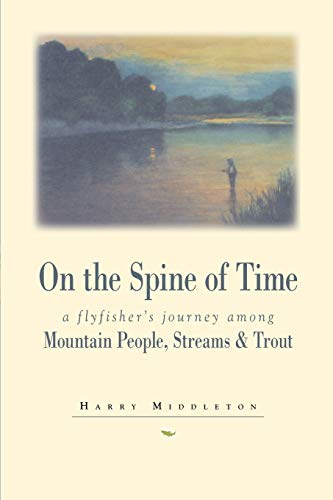 On the Spine of Time
a flyfisher's journey among
Mountain People, Streams & Trout
HARRY MIDDLETON